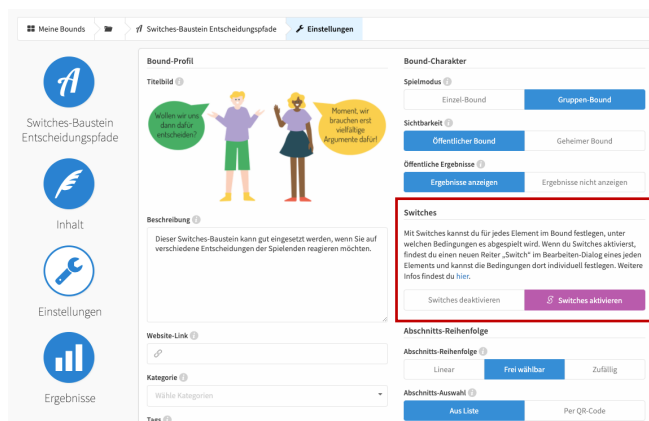 Meine Bounds
Switches-Baustein Entscheidungspfade
Einstellungen
Switches-Baustein
Entscheidungspfade
Inhalt
Einstellungen
Ergebnisse
Bound-Profil
Titelbild
Wollen wir uns
dann dafür
entscheiden?
Moment, wir
brauchen erst
vielfältige
Argumente dafür!
Beschreibung
Dieser Switches-Baustein kann gut eingesetzt werden, wenn Sie auf
verschiedene Entscheidungen der Spielenden reagieren möchten.
Website-Link
Kategorie
Wähle Kategorien
Tags
Bound-Charakter
Spielmodus
Einzel-Bound
Gruppen-Bound
Sichtbarkeit
Öffentlicher Bound
Geheimer Bound
Öffentliche Ergebnisse
Ergebnisse anzeigen
Ergebnisse nicht anzeigen
Switches
Mit Switches kannst du für jedes Element im Bound festlegen, unter
welchen Bedingungen es abgespielt wird. Wenn du Switches aktivierst,
findest du einen neuen Reiter „Switch" im Bearbeiten-Dialog eines jeden
Elements und kannst die Bedingungen dort individuell festlegen. Weitere
Infos findest du hier.
Switches deaktivieren
Switches aktivieren
Abschnitts-Reihenfolge
Abschnitts-Reihenfolge
Linear
Frei wählbar
Zufällig
Abschnitts-Auswahl
Aus Liste
Per QR-Code